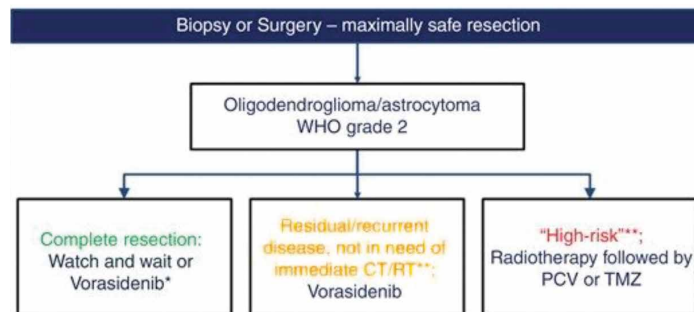 Biopsy or Surgery – maximally safe resection
Oligodendroglioma/astrocytoma
WHO grade 2
Complete resection:
Watch and wait or
Vorasidenib*
Residual/recurrent
disease, not in need of
immediate CT/RT**;
Vorasidenib
“High-risk”**;
Radiotherapy followed by
PCV or TMZ